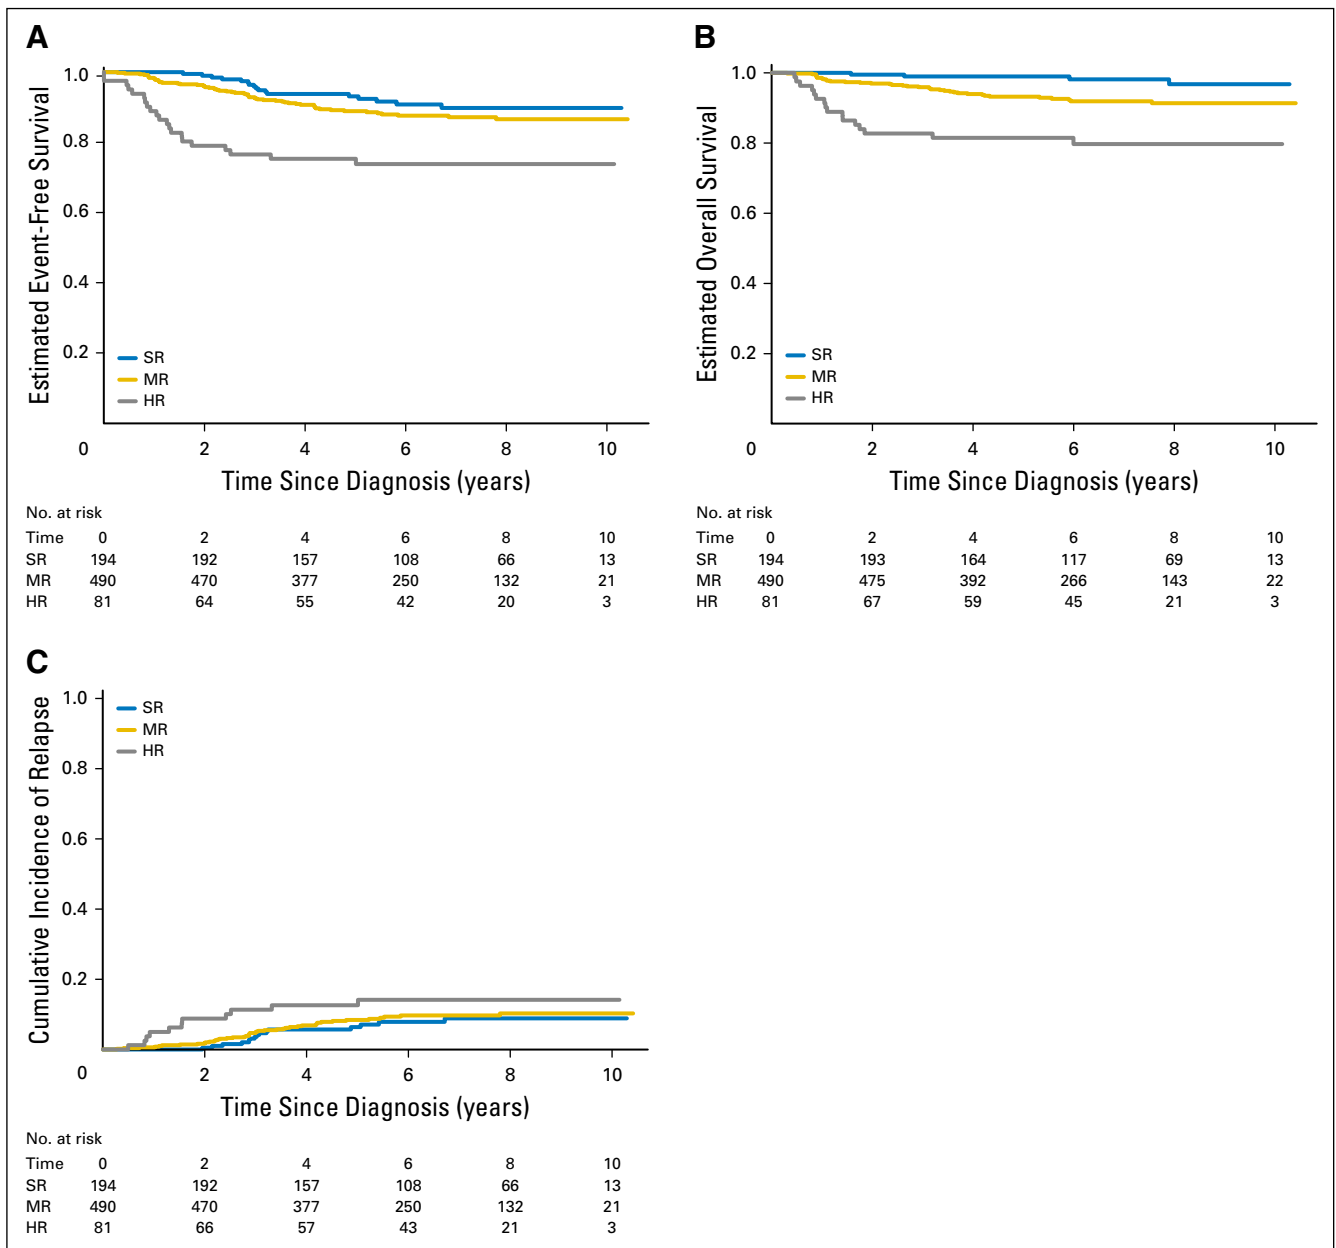 A
Estimated Event-Free Survival
1.0
0.8
0.6
0.4
0.2
SR
MR
HR
0 2 4 6 8 10
Time Since Diagnosis (years)
No. at risk
Time 0 2 4 6 8 10
SR 194 192 157 108 66 13
MR 490 470 377 250 132 21
HR 81 64 55 42 20 3
B
Estimated Overall Survival
1.0
0.8
0.6
0.4
0.2
SR
MR
HR
0 2 4 6 8 10
Time Since Diagnosis (years)
No. at risk
Time 0 2 4 6 8 10
SR 194 193 164 117 69 13
MR 490 475 392 266 143 22
HR 81 67 59 45 21 3
C
Cumulative Incidence of Relapse
1.0
0.8
0.6
0.4
0.2
SR
MR
HR
0 2 4 6 8 10
Time Since Diagnosis (years)
No. at risk
Time 0 2 4 6 8 10
SR 194 192 157 108 66 13
MR 490 470 377 250 132 21
HR 81 66 57 43 21 3